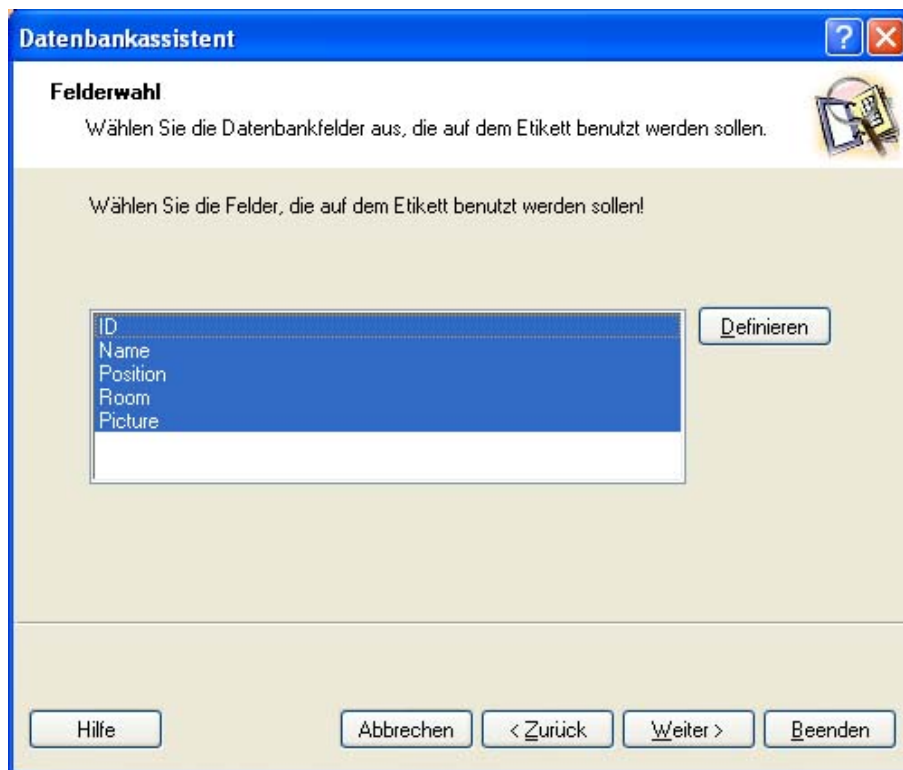 Datenbankassistent
?
Felderwahl
Wählen Sie die Datenbankfelder aus, die auf dem Etikett benutzt werden sollen.
Wählen Sie die Felder, die auf dem Etikett benutzt werden sollen!
ID
Name
Position
Room
Picture
Definieren
Hilfe
Abbrechen
< Zurück
Weiter >
Beenden